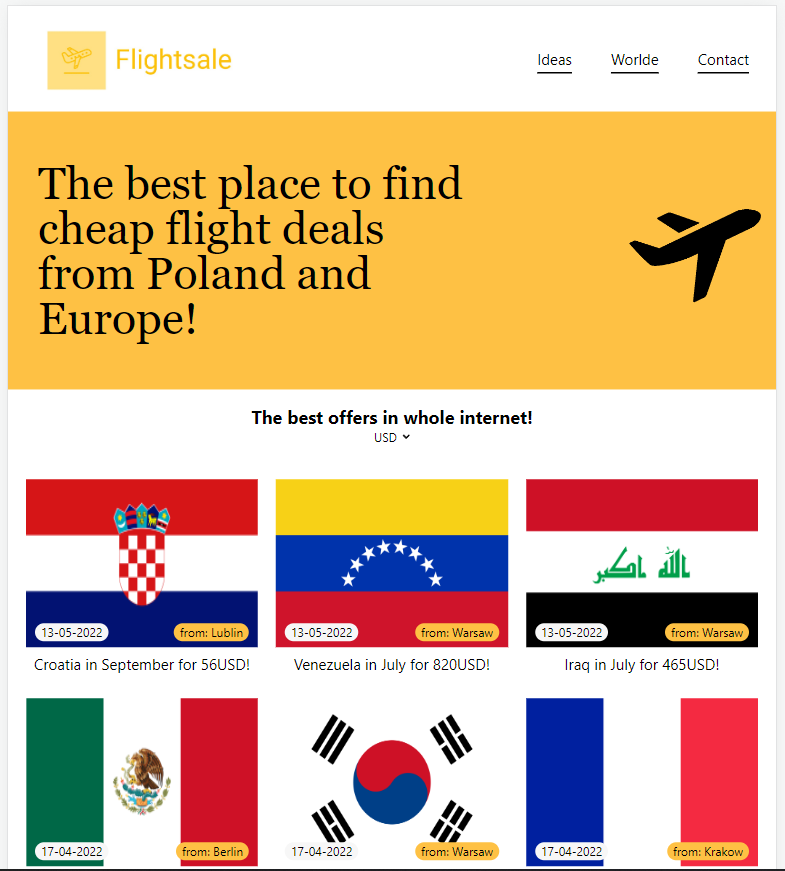 Flightsale
Ideas
Worlde
Contact
The best place to find
cheap flight deals
from Poland and
Europe!
The best offers in whole internet!
USD
13-05-2022
from: Lublin
Croatia in September for 56USD!
13-05-2022
from: Warsaw
Venezuela in July for 820USD!
الله اكبر
13-05-2022
from: Warsaw
Iraq in July for 465USD!
17-04-2022
from: Berlin
17-04-2022
from: Warsaw
17-04-2022
from: Krakow